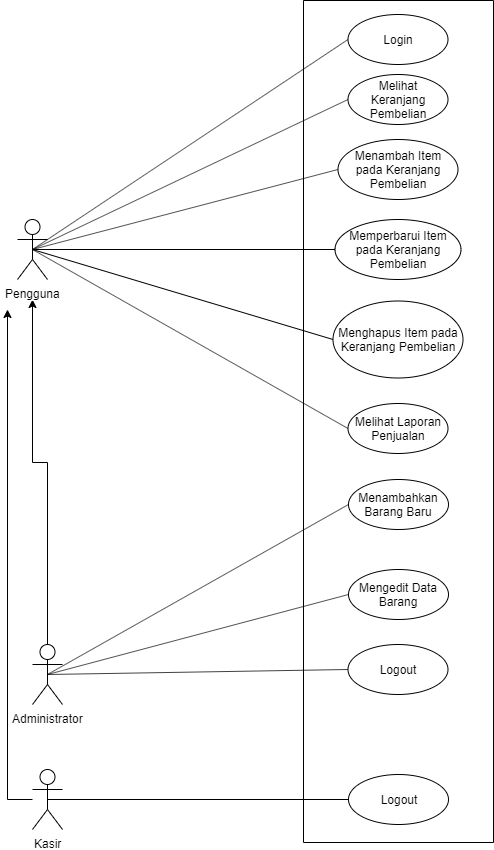 Login
Melihat
Keranjang
Pembelian
Menambah Item
pada Keranjang
Pembelian
Memperbarui Item
pada Keranjang
Pembelian
Pengguna
Menghapus Item pada
Keranjang Pembelian
Melihat Laporan
Penjualan
Menambahkan
Barang Baru
Mengedit Data
Barang
Logout
Administrator
Logout
Kasir